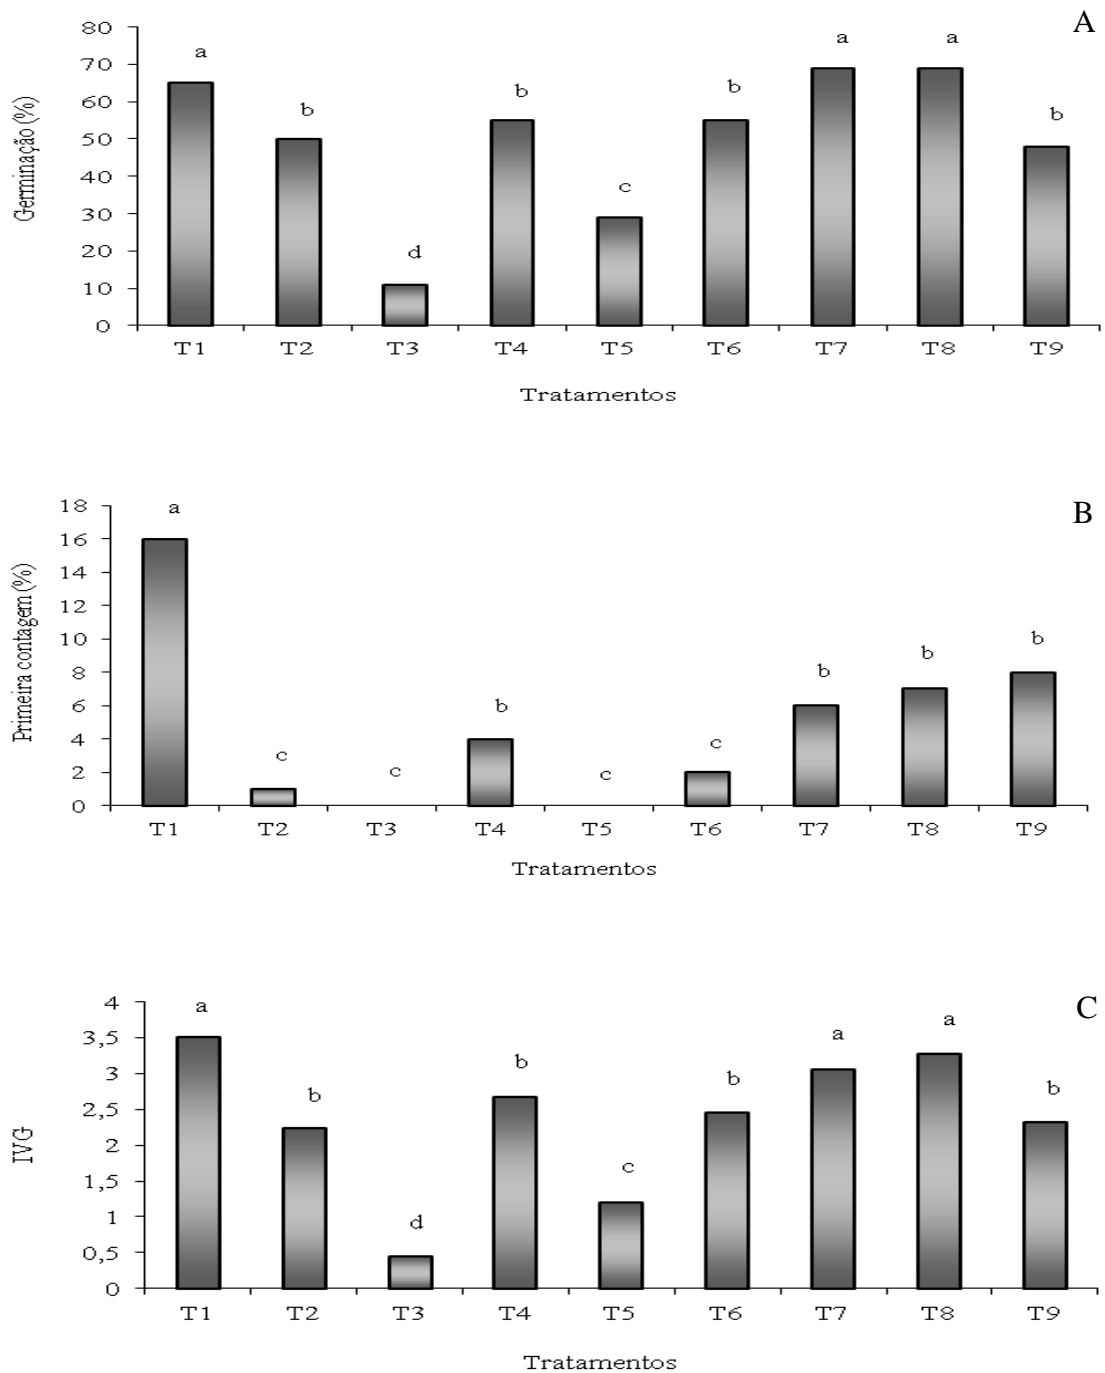 A
Germinação (%)
80
70
60
50
40
30
20
10
0
a
b
d
b
c
b
a
a
b
T1 T2 T3 T4 T5 T6 T7 T8 T9
Tratamentos
B
Primeira contagem (%)
18
16
14
12
10
8
6
4
2
0
a
c
c
b
c
c
b
b
b
T1 T2 T3 T4 T5 T6 T7 T8 T9
Tratamentos
C
IVG
4
3,5
3
2,5
2
1,5
1
0,5
0
a
b
d
b
c
b
a
a
b
T1 T2 T3 T4 T5 T6 T7 T8 T9
Tratamentos